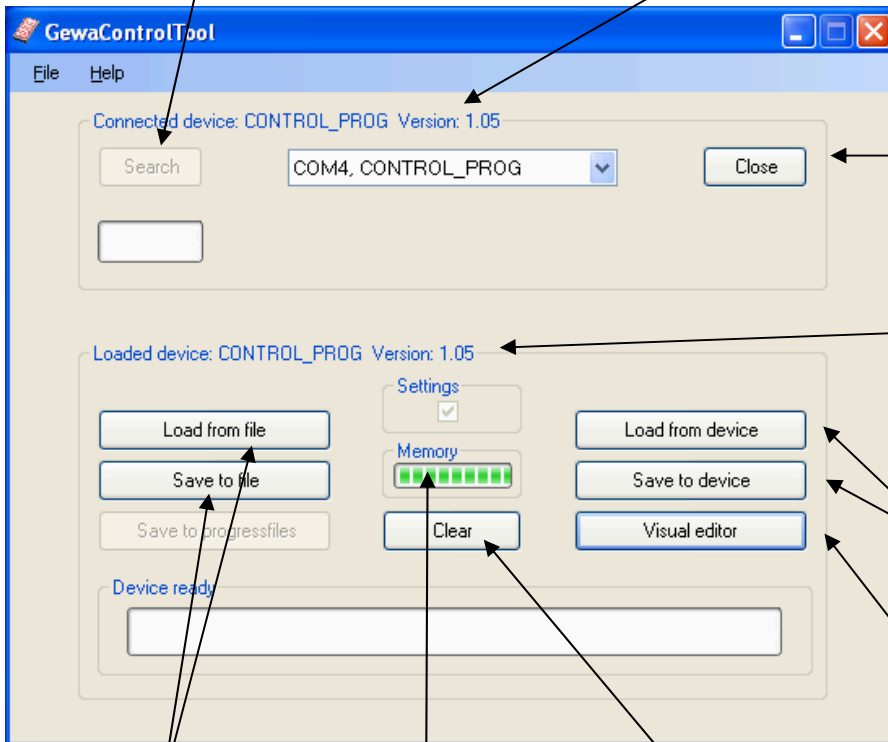 GewaControlTool
File Help
Connected device: CONTROL_PROG Version: 1.05
Search
COM4, CONTROL_PROG
Close
Loaded device: CONTROL_PROG Version: 1.05
Settings
Load from file
Load from device
Memory
Save to file
Save to device
Save to progressfiles
Clear
Visual editor
Device ready